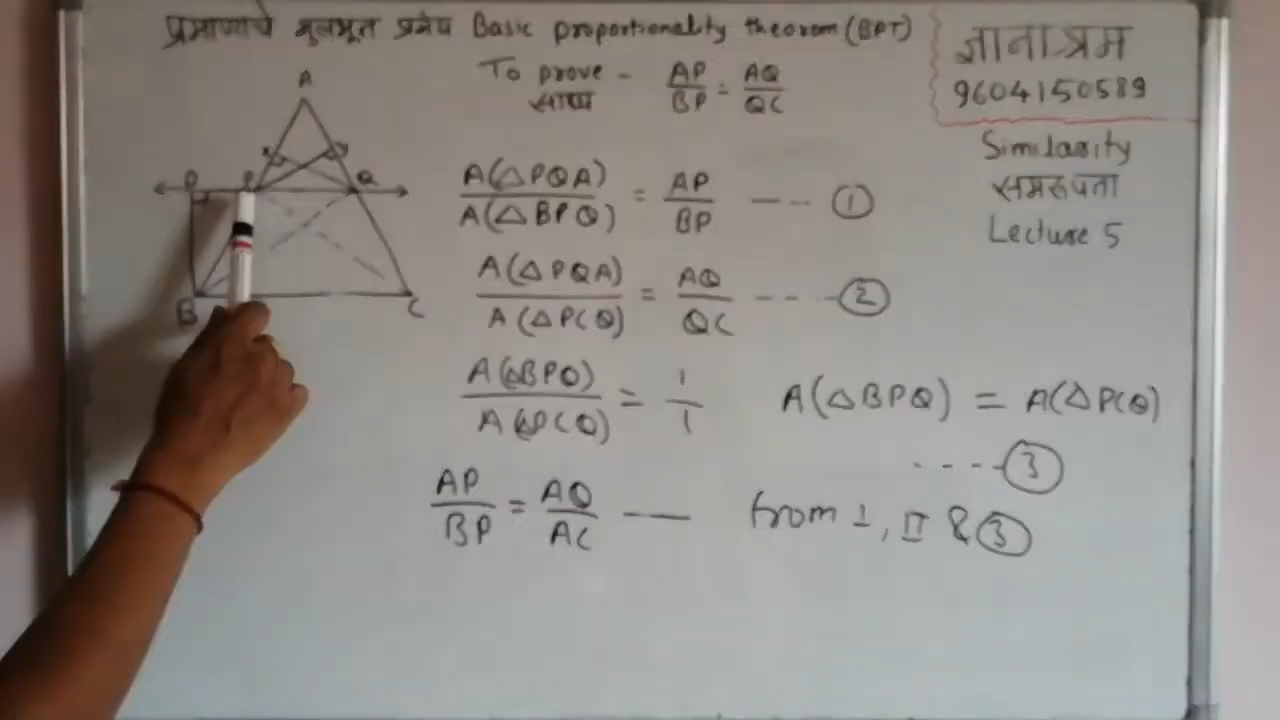 प्रमाणाचे मुलभूत प्रमेय Basic proportionality theorem (BPT)
To prove - AP/BP = AQ/QC
साध्य
ज्ञानाश्रम
9604150589
Similarity
समरूपता
Lecture 5
A
x y
D P Q
B C
A(△PQA)/A(△BPQ) = AP/BP ---- ①
A(△PQA)/A(△PCQ) = AQ/QC ---- ②
A(△BPQ)/A(△PCQ) = 1/1 A(△BPQ) = A(△PCQ)
---- ③
AP/BP = AQ/AC —— from I, II & ③